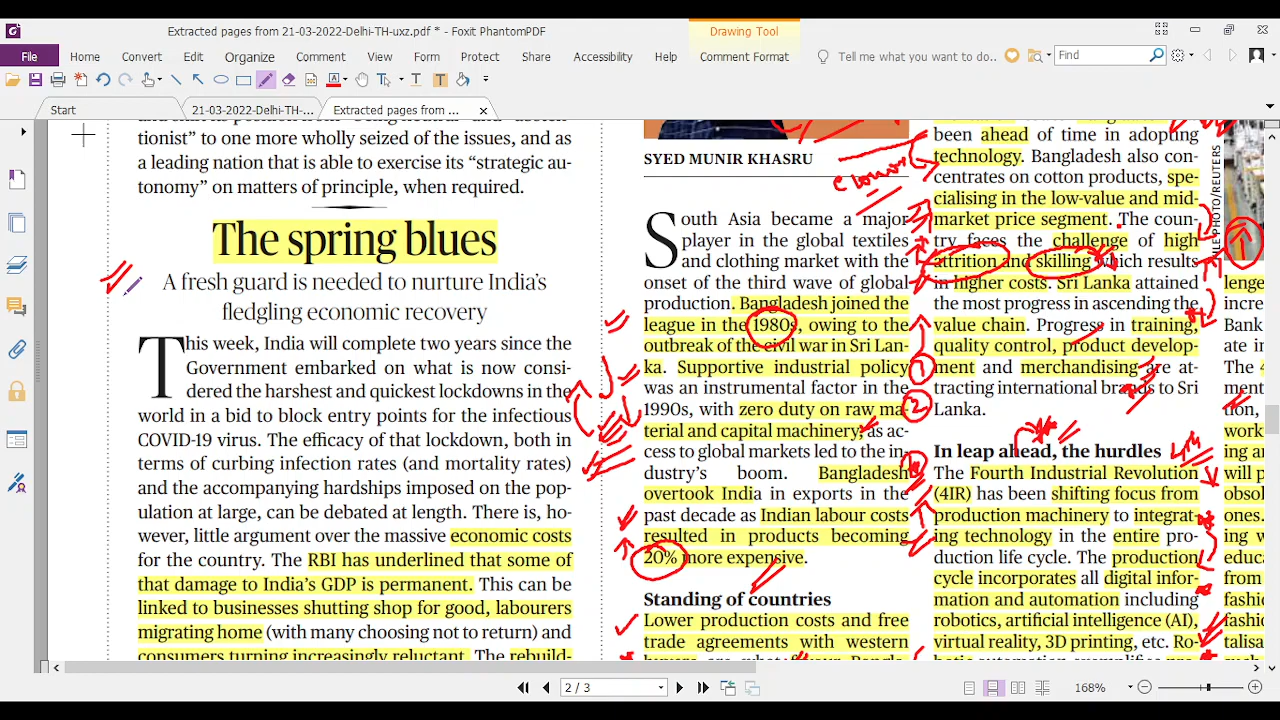 Extracted pages from 21-03-2022-Delhi-TH-uxz.pdf * - Foxit PhantomPDF
Drawing Tool
File Home Convert Edit Organize Comment View Form Protect Share Accessibility Help Comment Format Tell me what you want to do.. Find
Start 21-03-2022-Delhi-TH-... Extracted pages from ...
tionist" to one more wholly seized of the issues, and as
a leading nation that is able to exercise its "strategic au-
tonomy" on matters of principle, when required.
The spring blues
A fresh guard is needed to nurture India's
fledgling economic recovery
This week, India will complete two years since the
Government embarked on what is now consi-
dered the harshest and quickest lockdowns in the
world in a bid to block entry points for the infectious
COVID-19 virus. The efficacy of that lockdown, both in
terms of curbing infection rates (and mortality rates)
and the accompanying hardships imposed on the pop-
ulation at large, can be debated at length. There is, ho-
wever, little argument over the massive economic costs
for the country. The RBI has underlined that some of
that damage to India's GDP is permanent. This can be
linked to businesses shutting shop for good, labourers
migrating home (with many choosing not to return) and
consumers turning increasingly reluctant. The rebuild-
SYED MUNIR KHASRU
South Asia became a major
player in the global textiles
and clothing market with the
onset of the third wave of global
production. Bangladesh joined the
league in the 1980s, owing to the
outbreak of the civil war in Sri Lan-
ka. Supportive industrial policy
was an instrumental factor in the
1990s, with zero duty on raw ma-
terial and capital machinery, as ac-
cess to global markets led to the in-
dustry's boom. Bangladesh
overtook India in exports in the
past decade as Indian labour costs
resulted in products becoming
20% more expensive.
Standing of countries
Lower production costs and free
trade agreements with western
been ahead of time in adopting
technology. Bangladesh also con-
centrates on cotton products, spe-
cialising in the low-value and mid-
market price segment. The coun-
try faces the challenge of high
attrition and skilling which results
in higher costs. Sri Lanka attained
the most progress in ascending the
value chain. Progress in training,
quality control, product develop-
ment and merchandising are at-
tracting international brands to Sri
Lanka.
In leap ahead, the hurdles
The Fourth Industrial Revolution
(4IR) has been shifting focus from
production machinery to integrat-
ing technology in the entire pro-
duction life cycle. The production
cycle incorporates all digital infor-
mation and automation including
robotics, artificial intelligence (AI),
virtual reality, 3D printing, etc. Ro-
2 / 3
168%